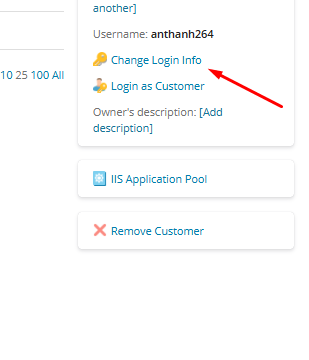 another]
Username: anthanh264
Change Login Info
10 25 100 All
Login as Customer
Owner's description: [Add
description]
IIS Application Pool
Remove Customer